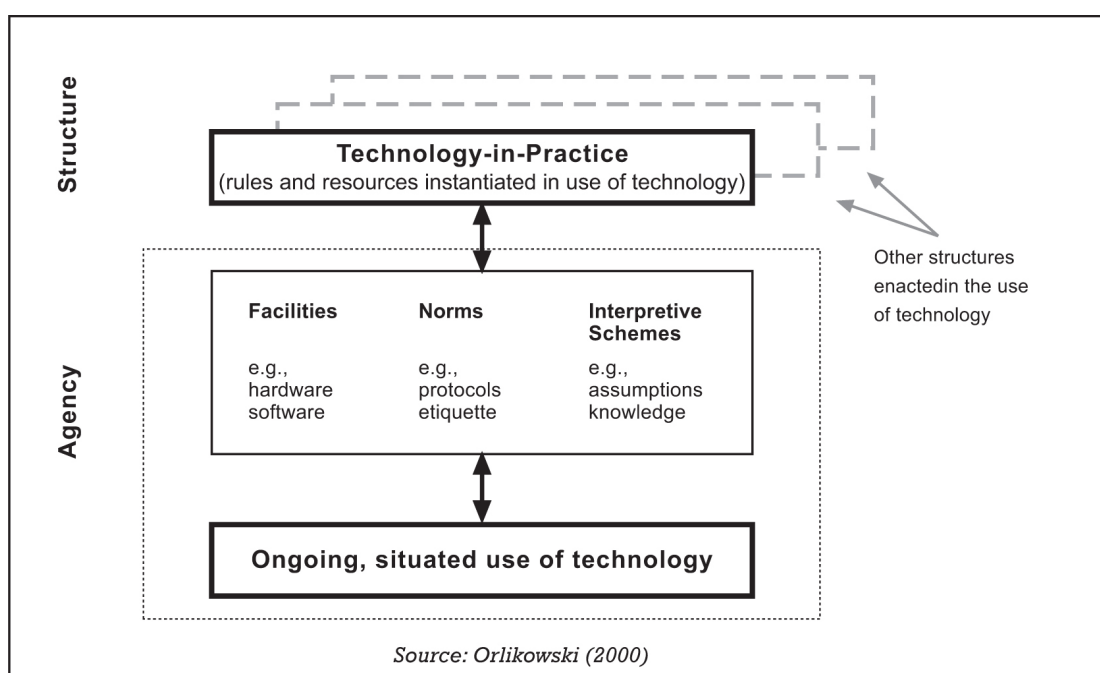 Structure
Technology-in-Practice
(rules and resources instantiated in use of technology)
Other structures
enactedin the use
of technology
Agency
Facilities
e.g.,
hardware
software
Norms
e.g.,
protocols
etiquette
Interpretive
Schemes
e.g.,
assumptions
knowledge
Ongoing, situated use of technology
Source: Orlikowski (2000)